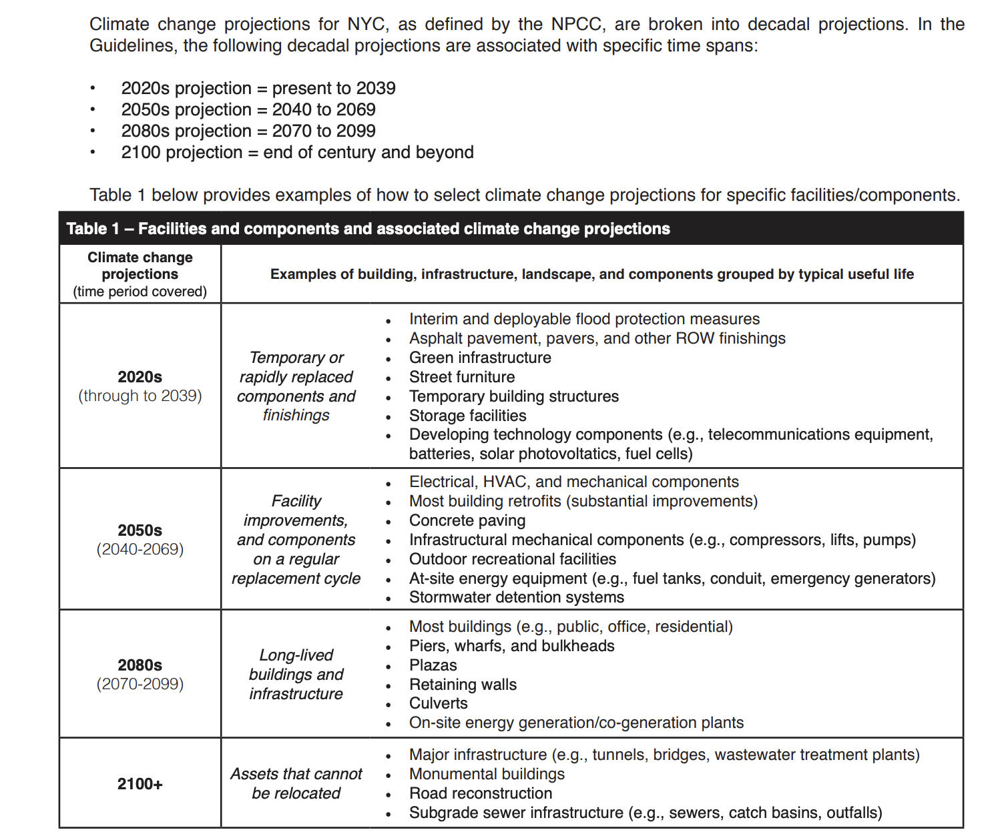 Climate change projections for NYC, as defined by the NPCC, are broken into decadal projections. In the
Guidelines, the following decadal projections are associated with specific time spans:
• 2020s projection = present to 2039
• 2050s projection = 2040 to 2069
• 2080s projection = 2070 to 2099
• 2100 projection = end of century and beyond
Table 1 below provides examples of how to select climate change projections for specific facilities/components.
Table 1 – Facilities and components and associated climate change projections
Climate change
projections
(time period covered)
Examples of building, infrastructure, landscape, and components grouped by typical useful life
2020s
(through to 2039)
Temporary or
rapidly replaced
components and
finishings
• Interim and deployable flood protection measures
• Asphalt pavement, pavers, and other ROW finishings
• Green infrastructure
• Street furniture
• Temporary building structures
• Storage facilities
• Developing technology components (e.g., telecommunications equipment,
batteries, solar photovoltatics, fuel cells)
2050s
(2040-2069)
Facility
improvements,
and components
on a regular
replacement cycle
• Electrical, HVAC, and mechanical components
• Most building retrofits (substantial improvements)
• Concrete paving
• Infrastructural mechanical components (e.g., compressors, lifts, pumps)
• Outdoor recreational facilities
• At-site energy equipment (e.g., fuel tanks, conduit, emergency generators)
• Stormwater detention systems
2080s
(2070-2099)
Long-lived
buildings and
infrastructure
• Most buildings (e.g., public, office, residential)
• Piers, wharfs, and bulkheads
• Plazas
• Retaining walls
• Culverts
• On-site energy generation/co-generation plants
2100+
Assets that cannot
be relocated
• Major infrastructure (e.g., tunnels, bridges, wastewater treatment plants)
• Monumental buildings
• Road reconstruction
• Subgrade sewer infrastructure (e.g., sewers, catch basins, outfalls)